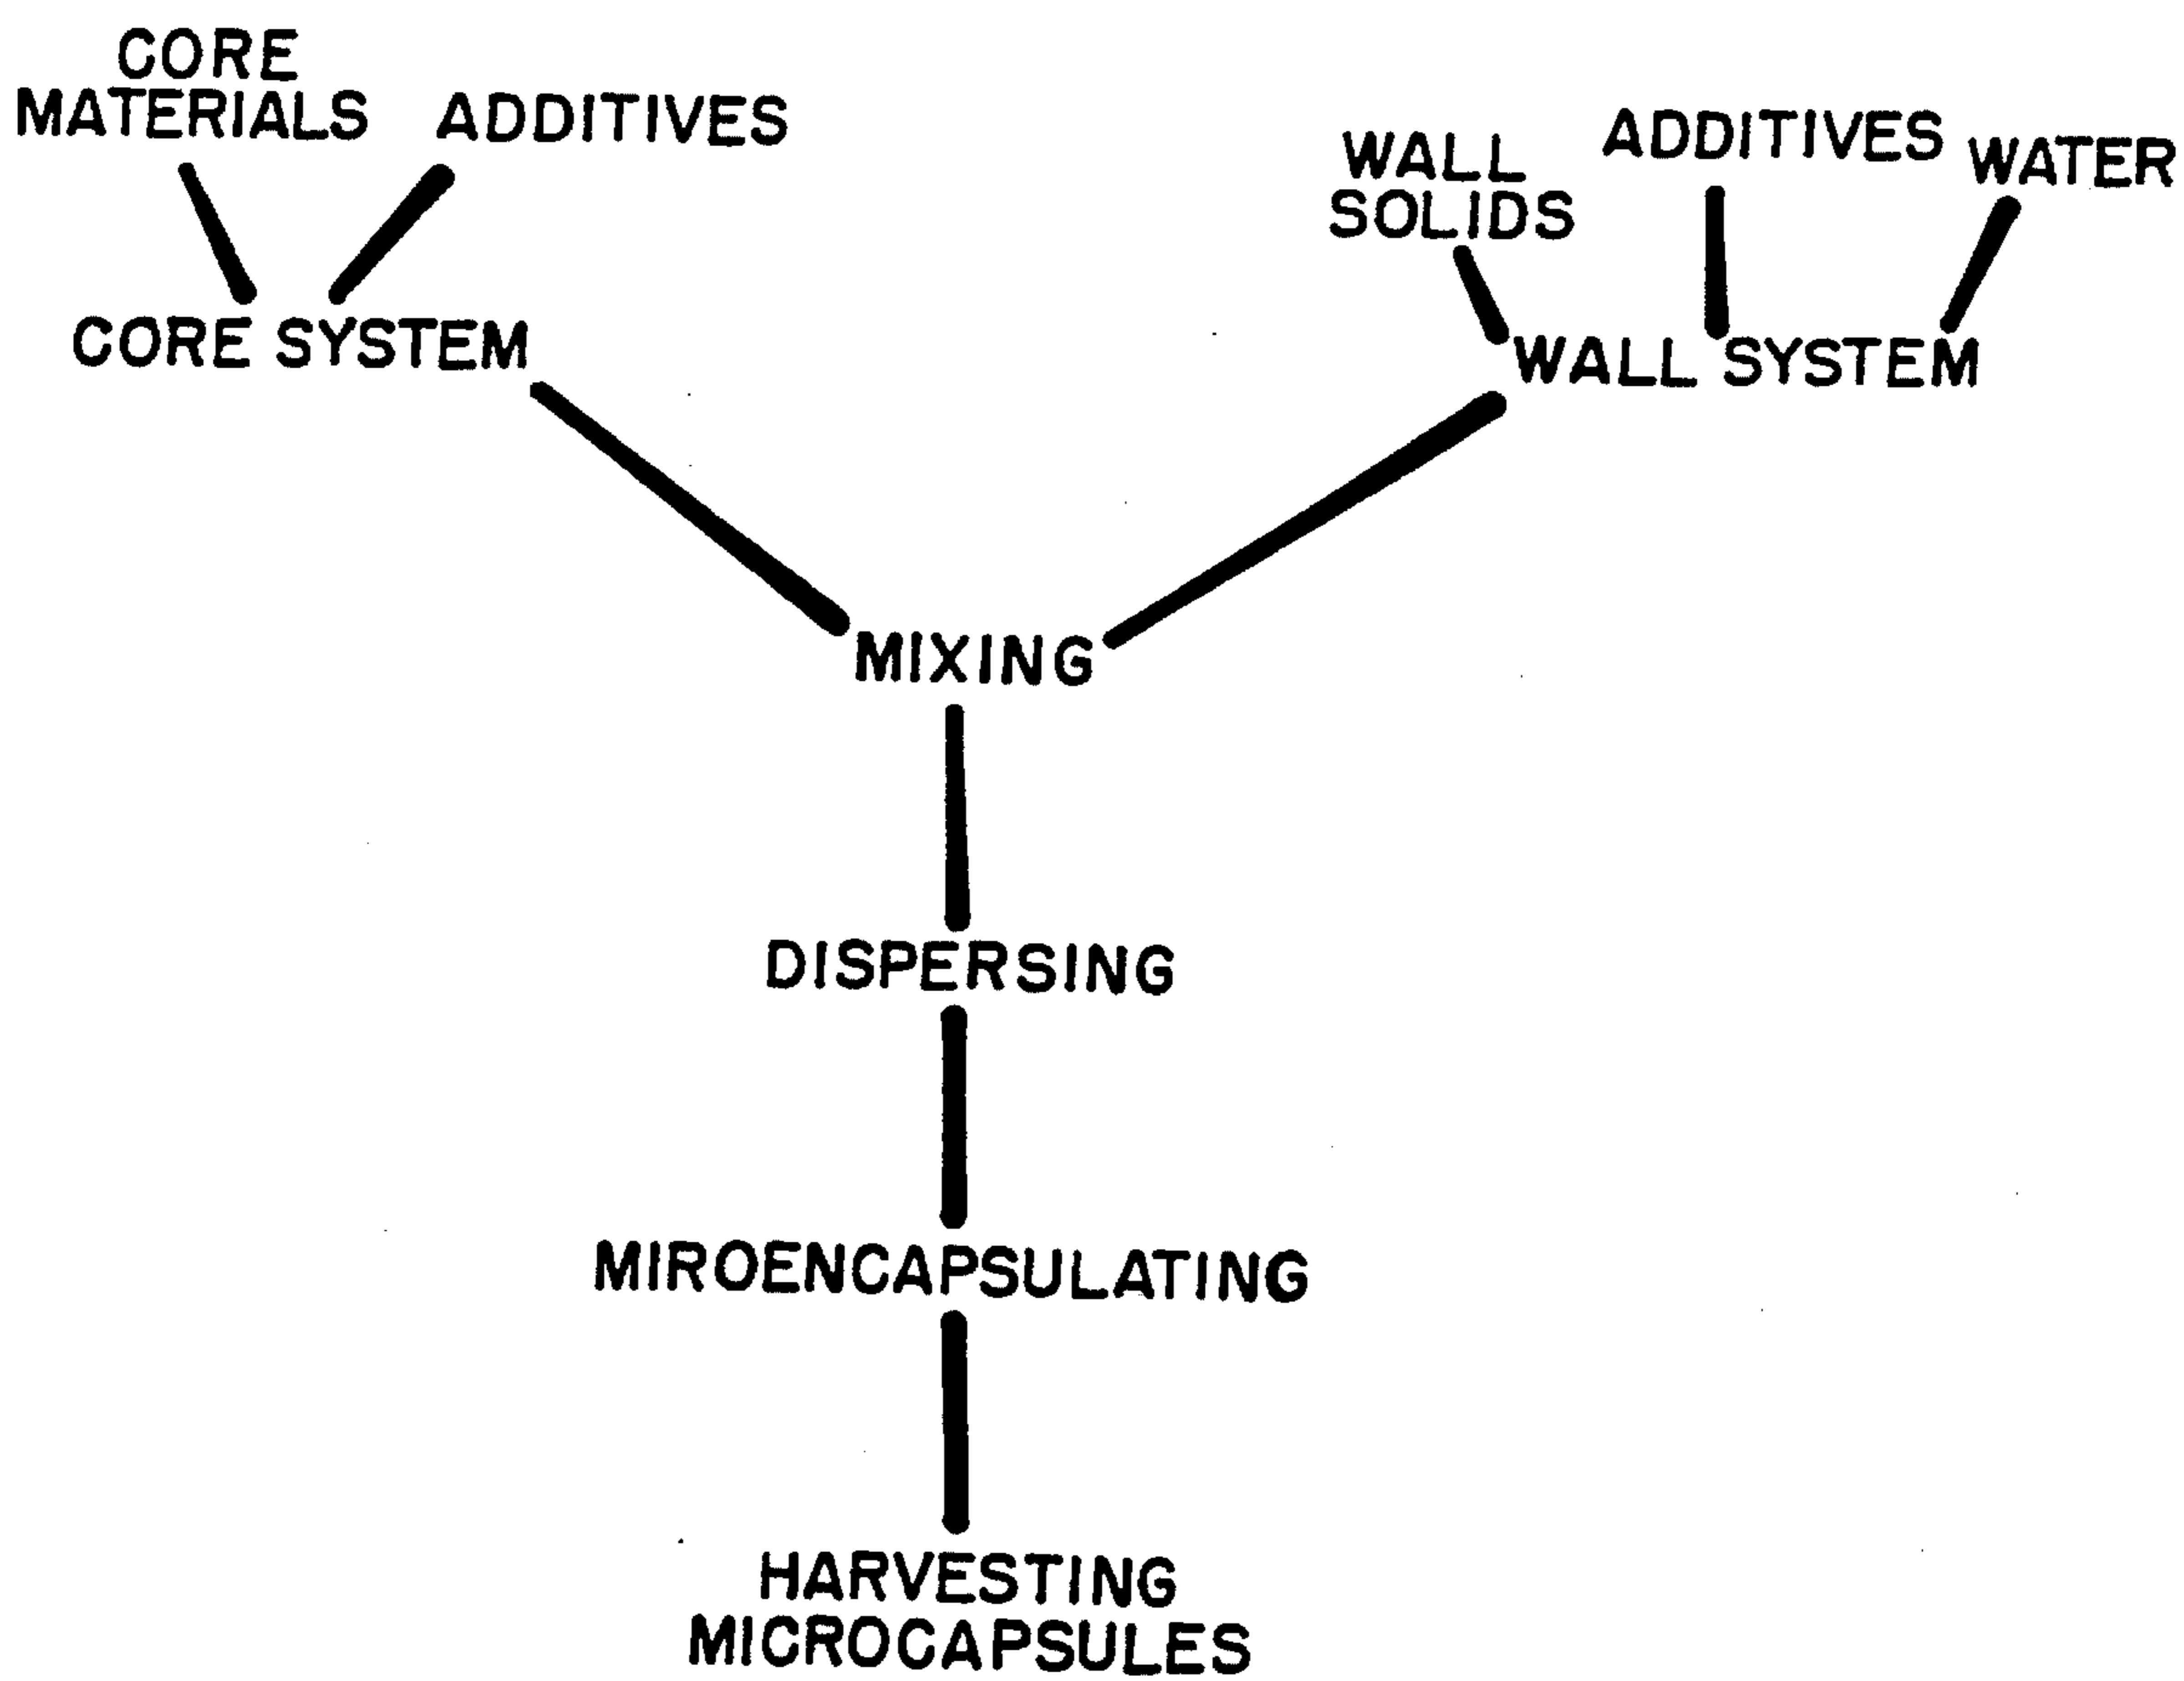 CORE
MATERIALS
ADDITIVES
WALL
SOLIDS
ADDITIVES
WATER
CORE SYSTEM
WALL SYSTEM
MIXING
DISPERSING
MIROENCAPSULATING
HARVESTING
MICROCAPSULES